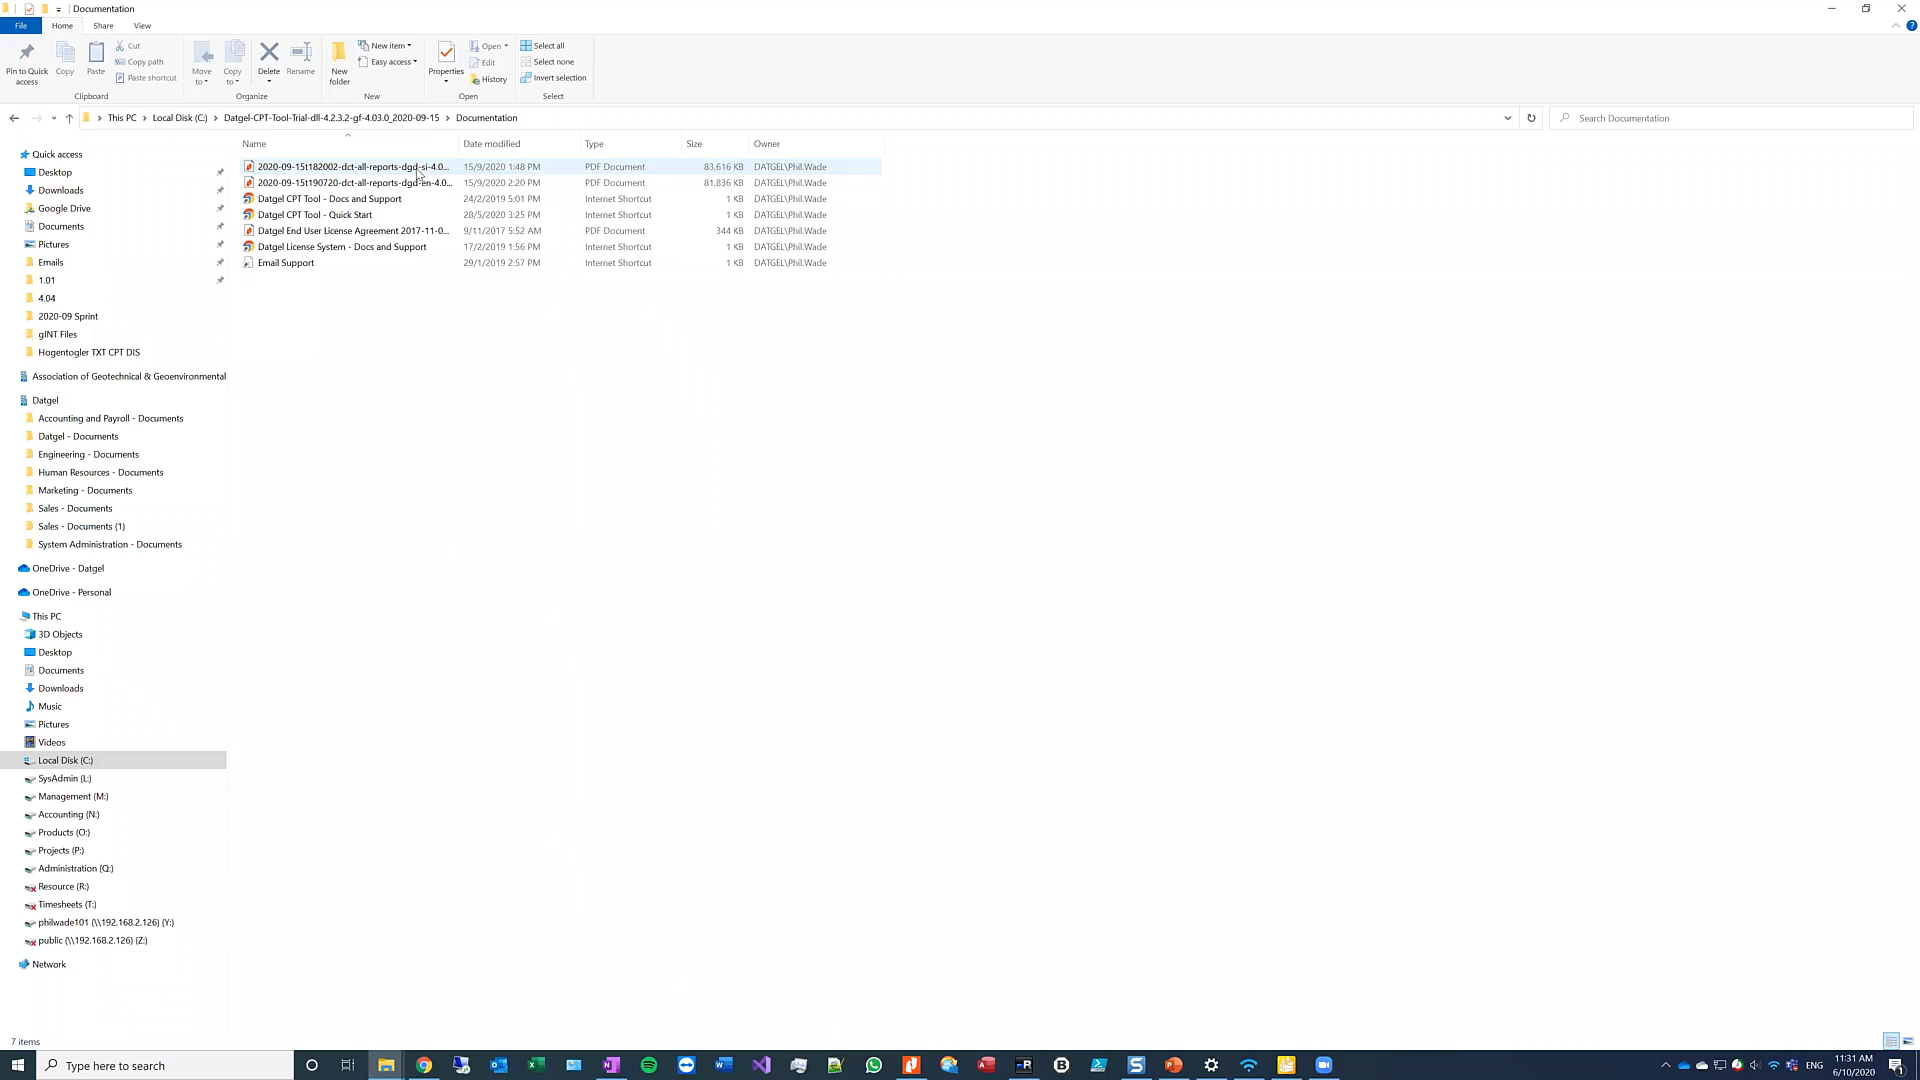 Documentation
File Home Share View
Pin to Quick access
Copy
Paste
Cut
Copy path
Paste shortcut
Clipboard
Move to
Copy to
Delete
Rename
Organize
New folder
New item
Easy access
New
Properties
Open
Edit
History
Open
Select all
Select none
Invert selection
Select
This PC > Local Disk (C:) > Datgel-CPT-Tool-Trial-dll-4.2.3.2-gf-4.03.0_2020-09-15 > Documentation
Search Documentation
Name Date modified Type Size Owner
2020-09-15t182002-dct-all-reports-dgd-si-4.0... 15/9/2020 1:48 PM PDF Document 83,616 KB DATGEL\Phil.Wade
2020-09-15t190720-dct-all-reports-dgd-en-4.0... 15/9/2020 2:20 PM PDF Document 81,836 KB DATGEL\Phil.Wade
Datgel CPT Tool - Docs and Support 24/2/2019 5:01 PM Internet Shortcut 1 KB DATGEL\Phil.Wade
Datgel CPT Tool - Quick Start 28/5/2020 3:25 PM Internet Shortcut 1 KB DATGEL\Phil.Wade
Datgel End User License Agreement 2017-11-0... 9/11/2017 5:52 AM PDF Document 344 KB DATGEL\Phil.Wade
Datgel License System - Docs and Support 17/2/2019 1:56 PM Internet Shortcut 1 KB DATGEL\Phil.Wade
Email Support 29/1/2019 2:57 PM Internet Shortcut 1 KB DATGEL\Phil.Wade
Quick access
Desktop
Downloads
Google Drive
Documents
Pictures
Emails
1.01
4.04
2020-09 Sprint
gINT Files
Hogentogler TXT CPT DIS
Association of Geotechnical & Geoenvironmental
Datgel
Accounting and Payroll - Documents
Datgel - Documents
Engineering - Documents
Human Resources - Documents
Marketing - Documents
Sales - Documents
Sales - Documents (1)
System Administration - Documents
OneDrive - Datgel
OneDrive - Personal
This PC
3D Objects
Desktop
Documents
Downloads
Music
Pictures
Videos
Local Disk (C:)
SysAdmin (L:)
Management (M:)
Accounting (N:)
Products (O:)
Projects (P:)
Administration (Q:)
Resource (R:)
Timesheets (T:)
philwade101 (\\192.168.2.126) (Y:)
public (\\192.168.2.126) (Z:)
Network
7 items
Type here to search
ENG
11:31 AM
6/10/2020